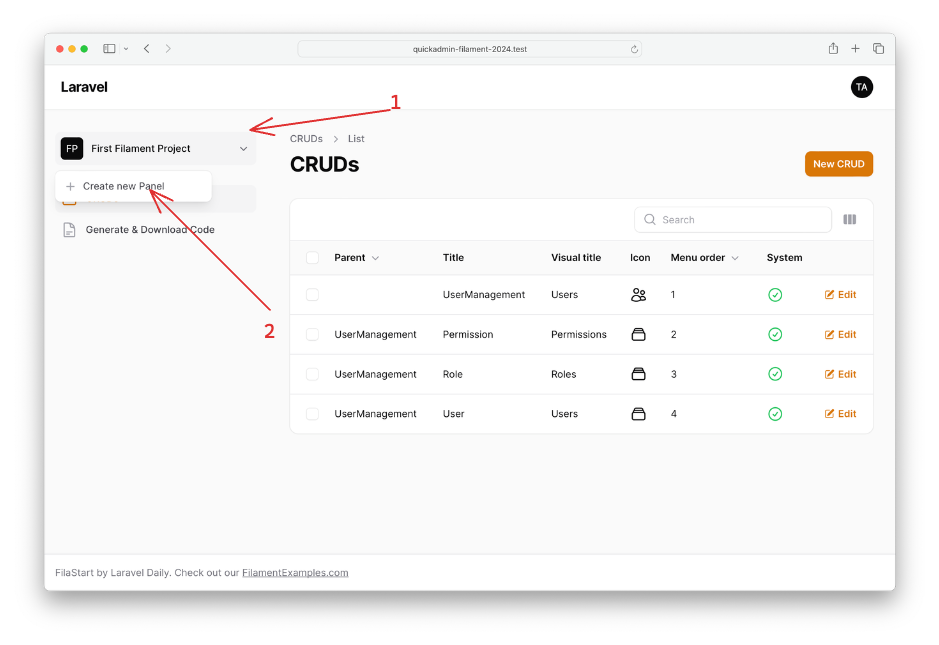 quickadmin-filament-2024.test
Laravel
TA
1
FP First Filament Project
CRUDs > List
CRUDs
New CRUD
Create new Panel
Generate & Download Code
2
Search
Parent Title Visual title Icon Menu order System
UserManagement Users 1 Edit
UserManagement Permission Permissions 2 Edit
UserManagement Role Roles 3 Edit
UserManagement User Users 4 Edit
FilaStart by Laravel Daily. Check out our FilamentExamples.com